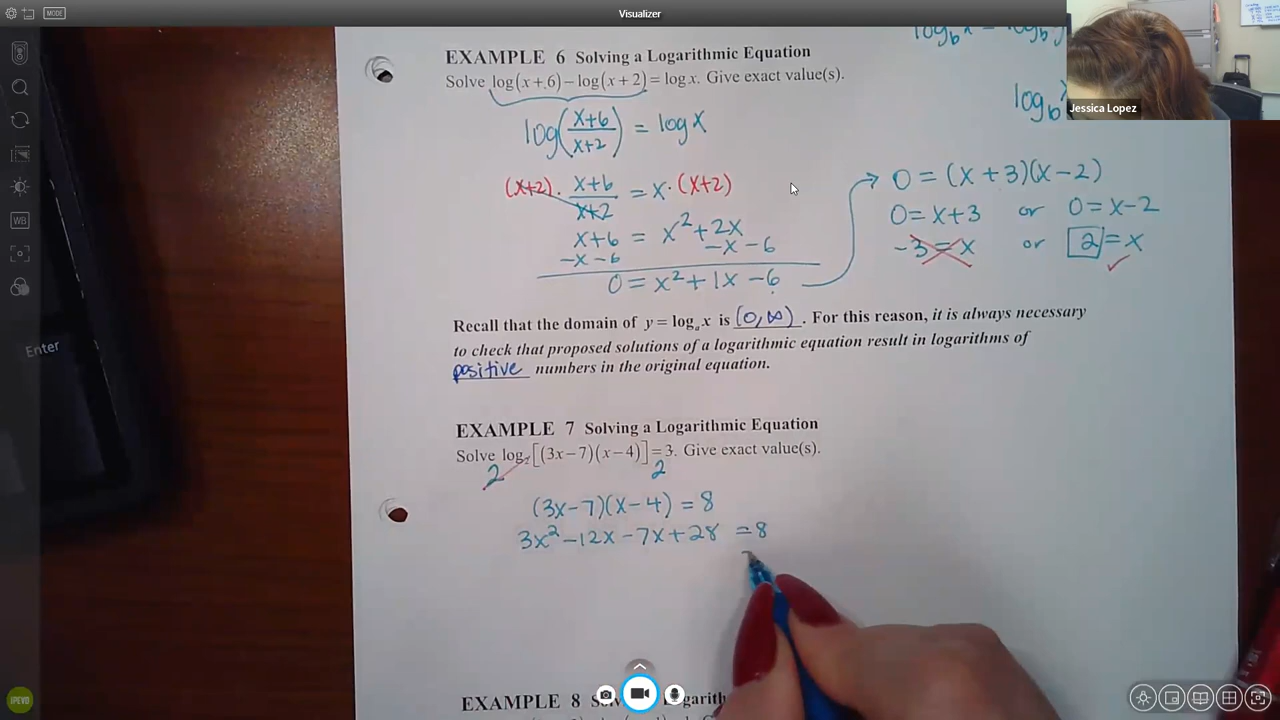 MODE
Visualizer
Jessica Lopez
EXAMPLE 6 Solving a Logarithmic Equation
Solve log(x+6)−log(x+2)=log x. Give exact value(s).
log((x+6)/(x+2)) = log x
(x+2)· (x+6)/(x+2) = x·(x+2)
x+6 = x²+2x
−x −6 −x −6
0 = x²+1x −6
0 = (x+3)(x−2)
0 = x+3 or 0 = x−2
−3 = x or 2 = x ✓
log_b
Recall that the domain of y = logₐ x is (0,∞). For this reason, it is always necessary
to check that proposed solutions of a logarithmic equation result in logarithms of
positive numbers in the original equation.
EXAMPLE 7 Solving a Logarithmic Equation
Solve log₂[(3x−7)(x−4)]=3. Give exact value(s).
2 2
(3x−7)(x−4) = 8
3x²−12x−7x+28 = 8
EXAMPLE 8
Enter
WB
IPEVO